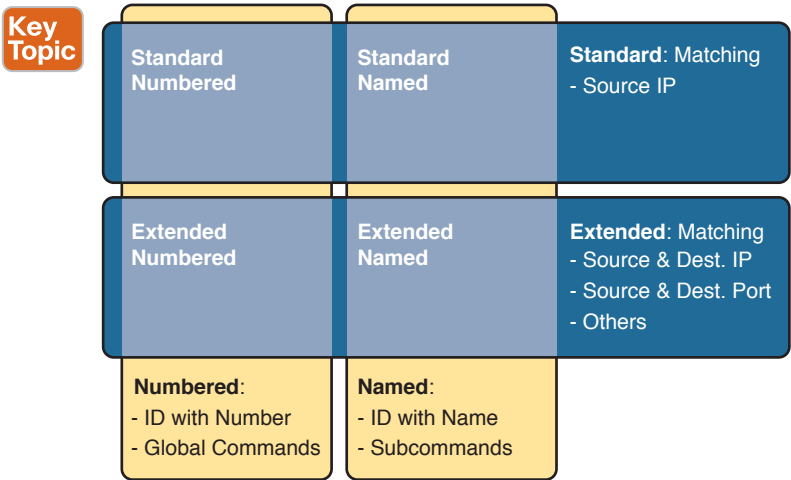 Key
Topic
Standard
Numbered
Standard
Named
Standard: Matching
- Source IP
Extended
Numbered
Extended
Named
Extended: Matching
- Source & Dest. IP
- Source & Dest. Port
- Others
Numbered:
- ID with Number
- Global Commands
Named:
- ID with Name
- Subcommands